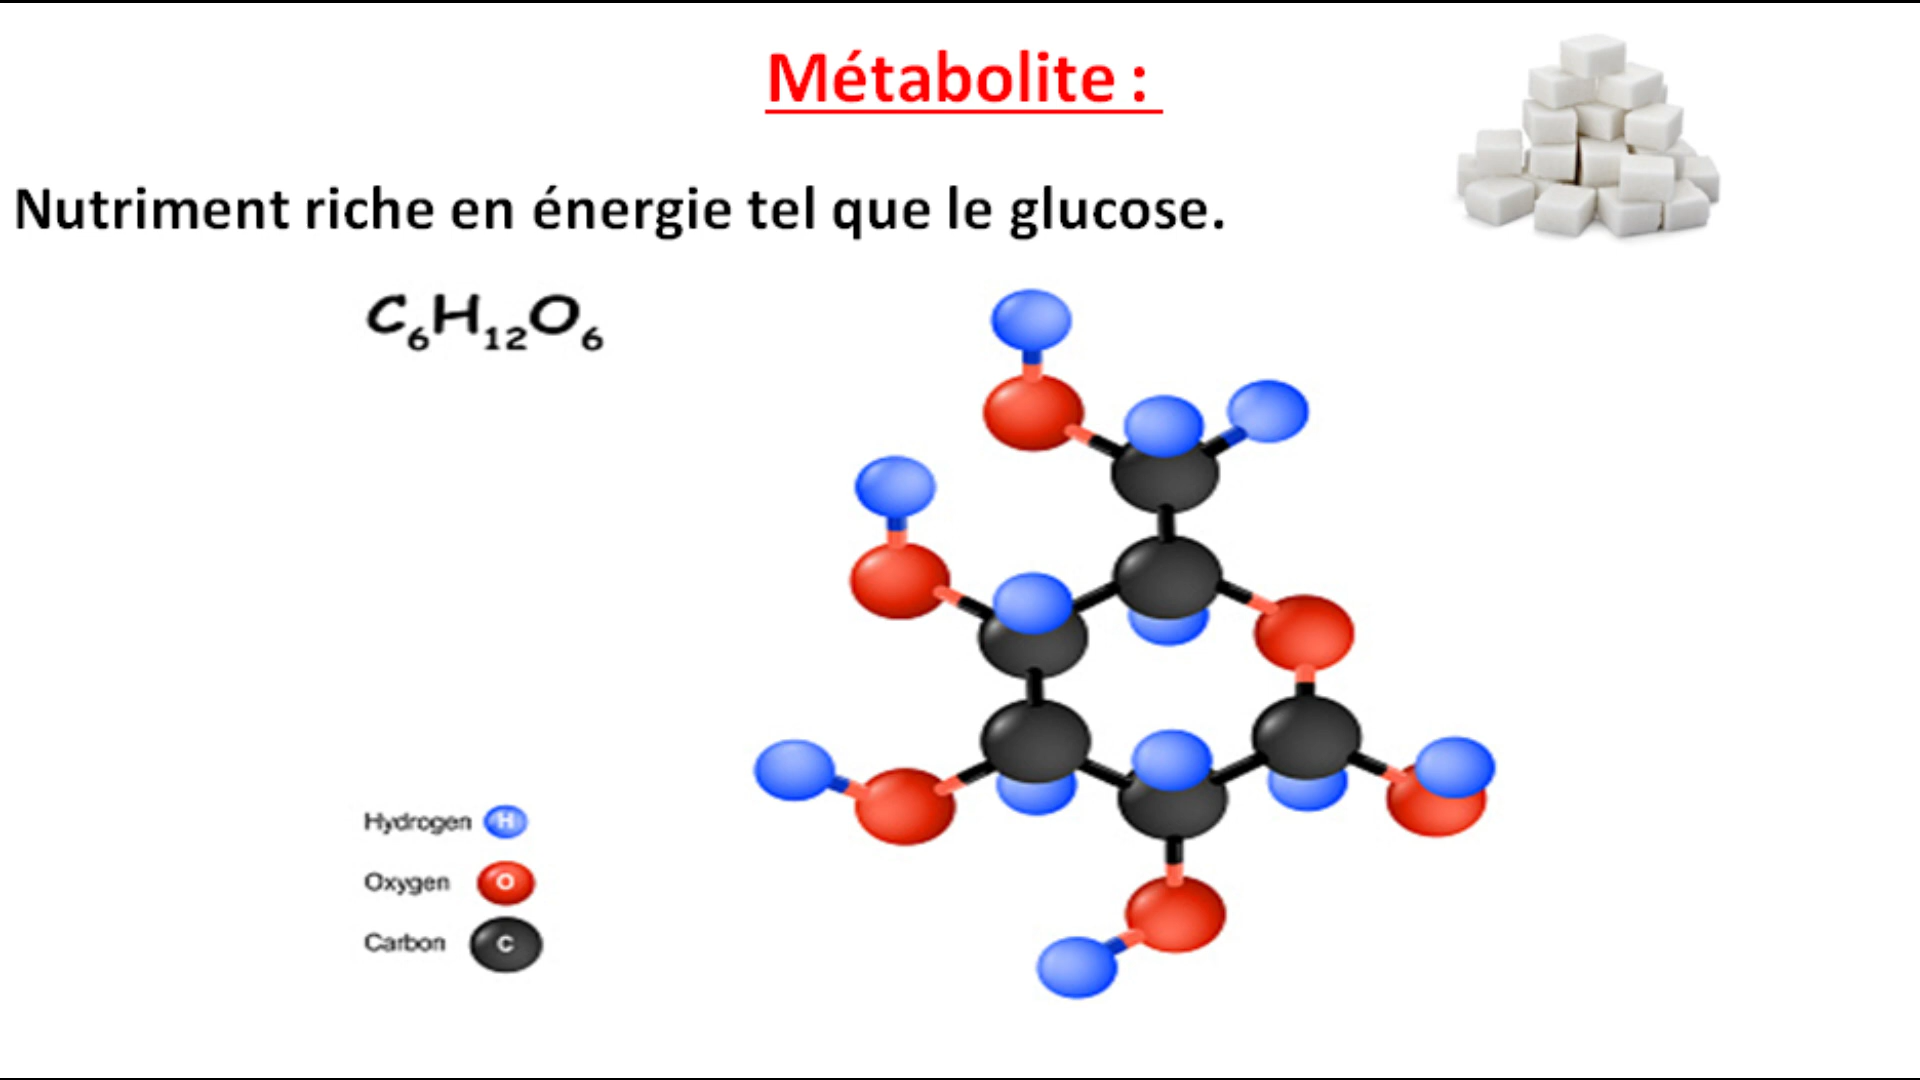 Métabolite :
Nutriment riche en énergie tel que le glucose.
C₆H₁₂O₆
Hydrogen H
Oxygen O
Carbon C